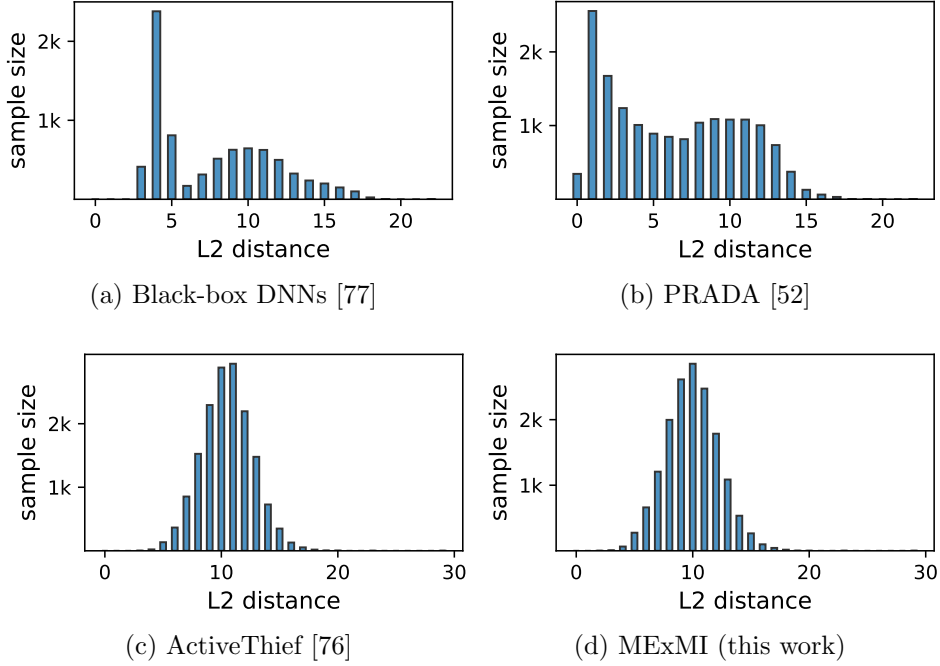 2k
1k
sample size
0 5 10 15 20
L2 distance
(a) Black-box DNNs [77]
2k
1k
sample size
0 5 10 15 20
L2 distance
(b) PRADA [52]
2k
1k
sample size
0 10 20 30
L2 distance
(c) ActiveThief [76]
2k
1k
sample size
0 10 20 30
L2 distance
(d) MExMI (this work)